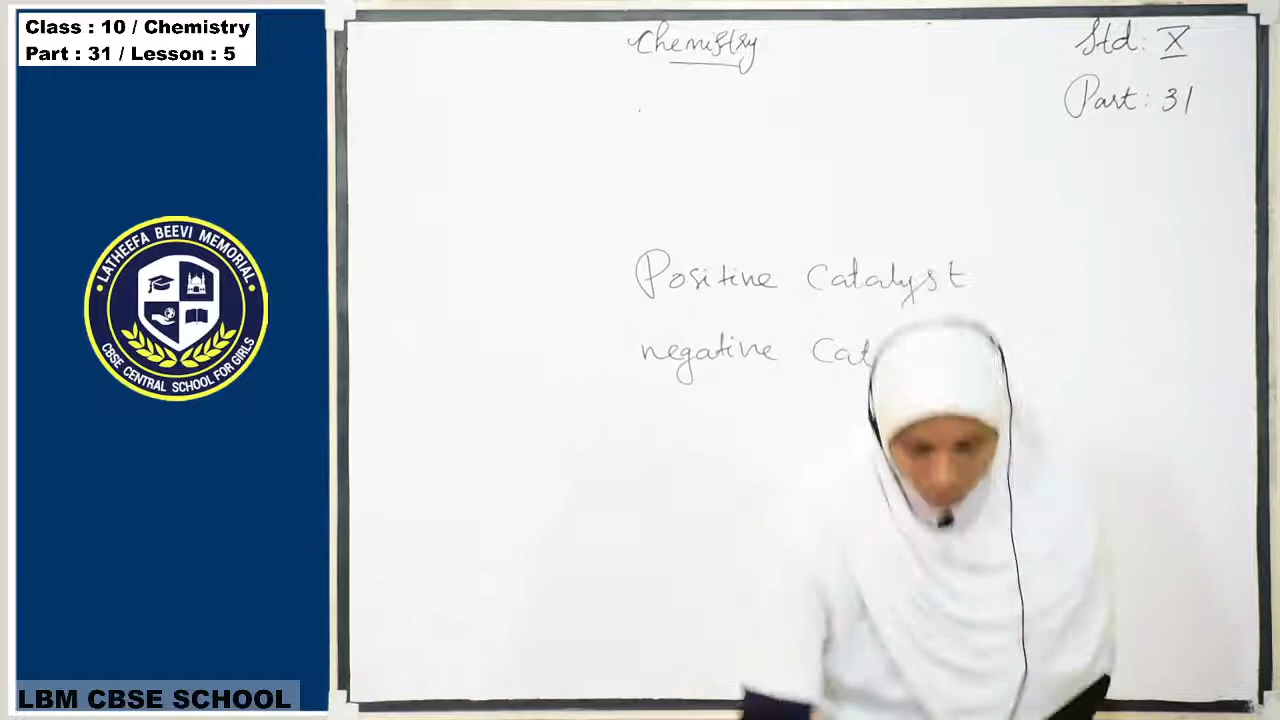 Class : 10 / Chemistry
Part : 31 / Lesson : 5
Chemistry
Std: X
Part: 31
Positive Catalyst
negative Cat
LATHEEFA BEEVI MEMORIAL
CBSE CENTRAL SCHOOL FOR GIRLS
LBM CBSE SCHOOL